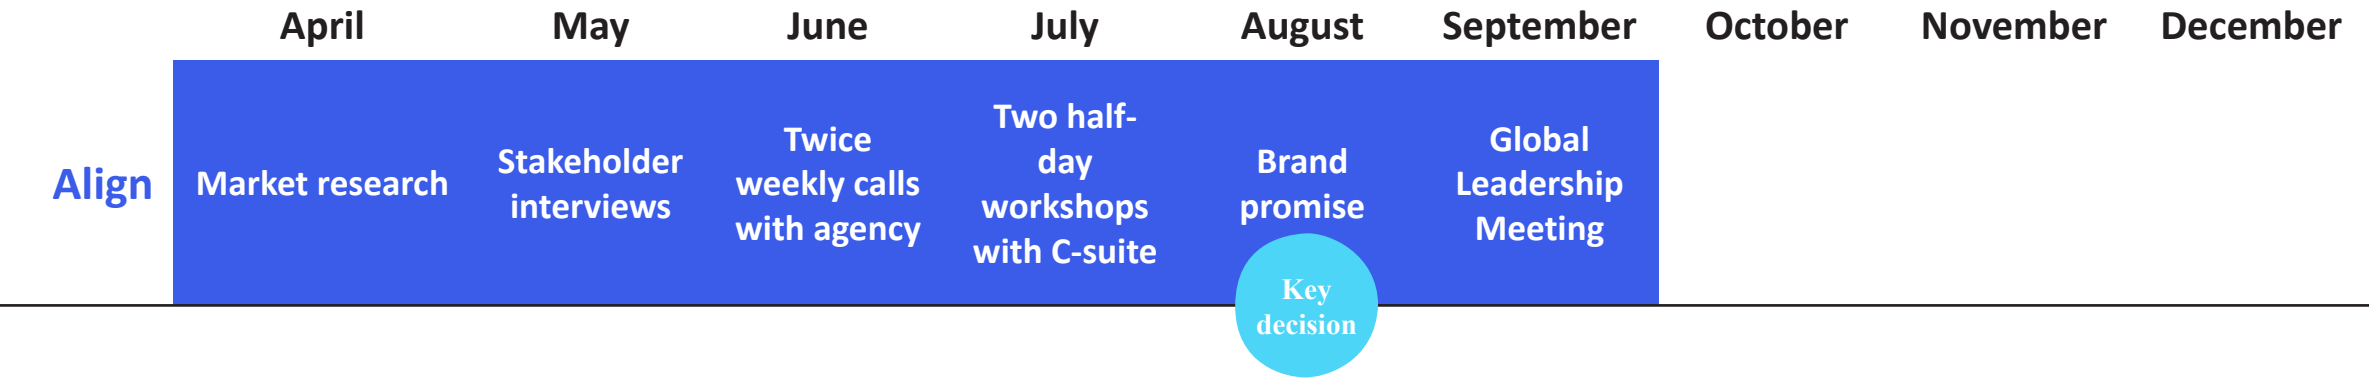 April May June July August September October November December
Align
Market research
Stakeholder
interviews
Twice
weekly calls
with agency
Two half-
day
workshops
with C-suite
Brand
promise
Global
Leadership
Meeting
Key
decision